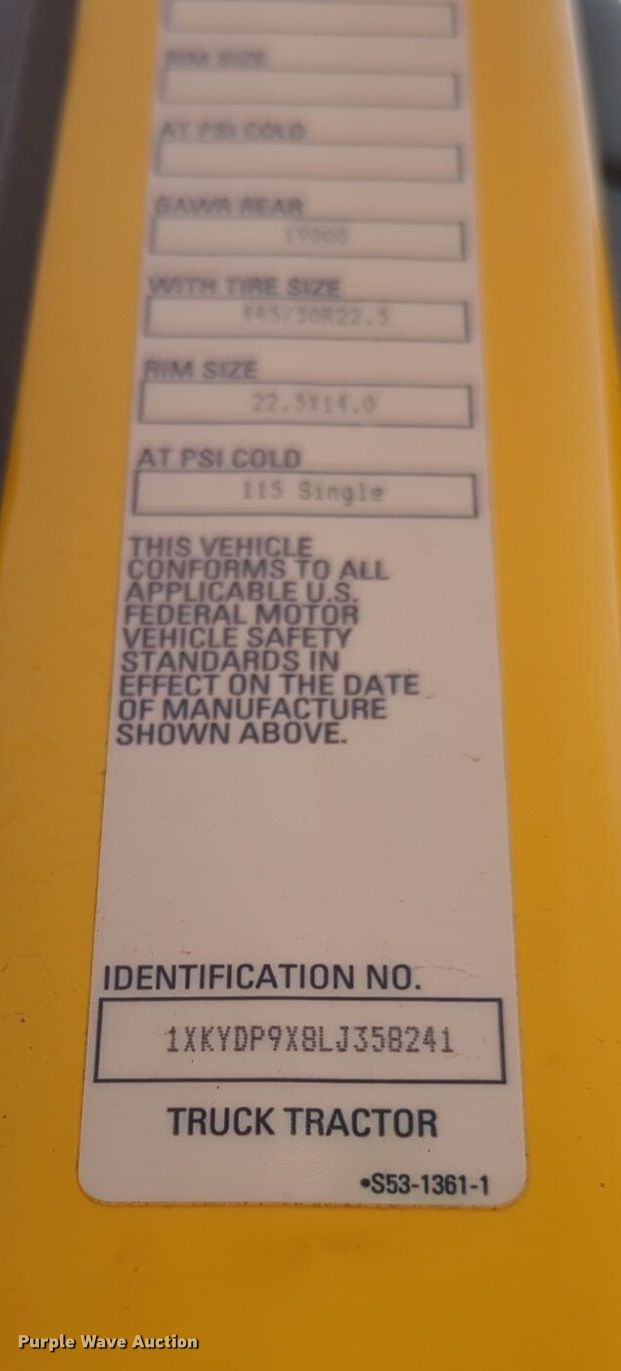 RIM SIZE
AT PSI COLD
GAWR REAR
19000
WITH TIRE SIZE
445/50R22.5
RIM SIZE
22.5X14.0
AT PSI COLD
115 Single
THIS VEHICLE
CONFORMS TO ALL
APPLICABLE U.S.
FEDERAL MOTOR
VEHICLE SAFETY
STANDARDS IN
EFFECT ON THE DATE
OF MANUFACTURE
SHOWN ABOVE.
IDENTIFICATION NO.
1XKYDP9X8LJ358241
TRUCK TRACTOR
•S53-1361-1
Purple Wave Auction